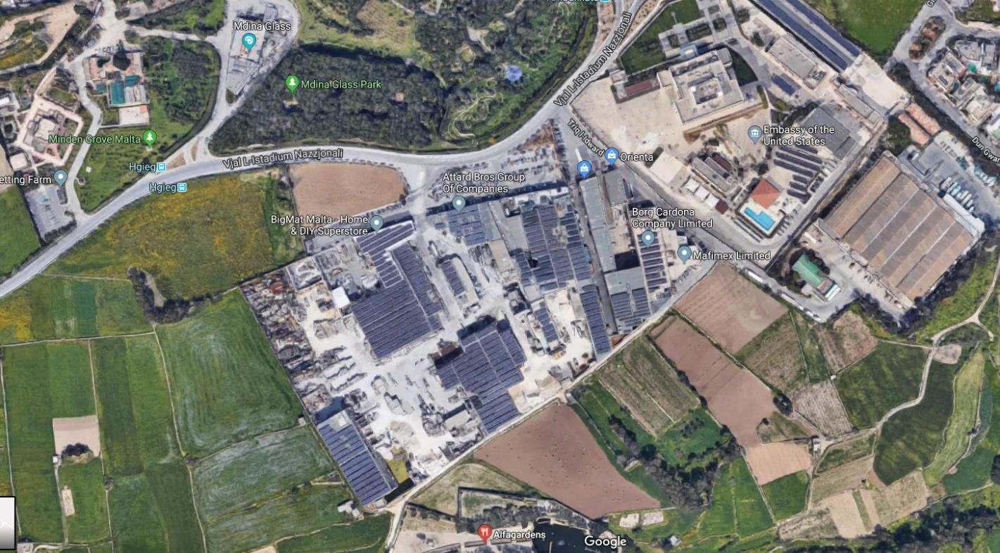 Mdina Glass
Mdina Glass Park
Vjal L-Istadium Nazzjonali
Minden Grove Malta
Embassy of the
United States
Triq Idward
Orienta
Vjal L-Istadium Nazzjonali
Hgieg
Hgieg
etting Farm
Attard Bros Group
Of Companies
BigMat Malta - Home
& DIY Superstore
Borg Cardona
Company Limited
Mafimex Limited
Alfagardens
Google